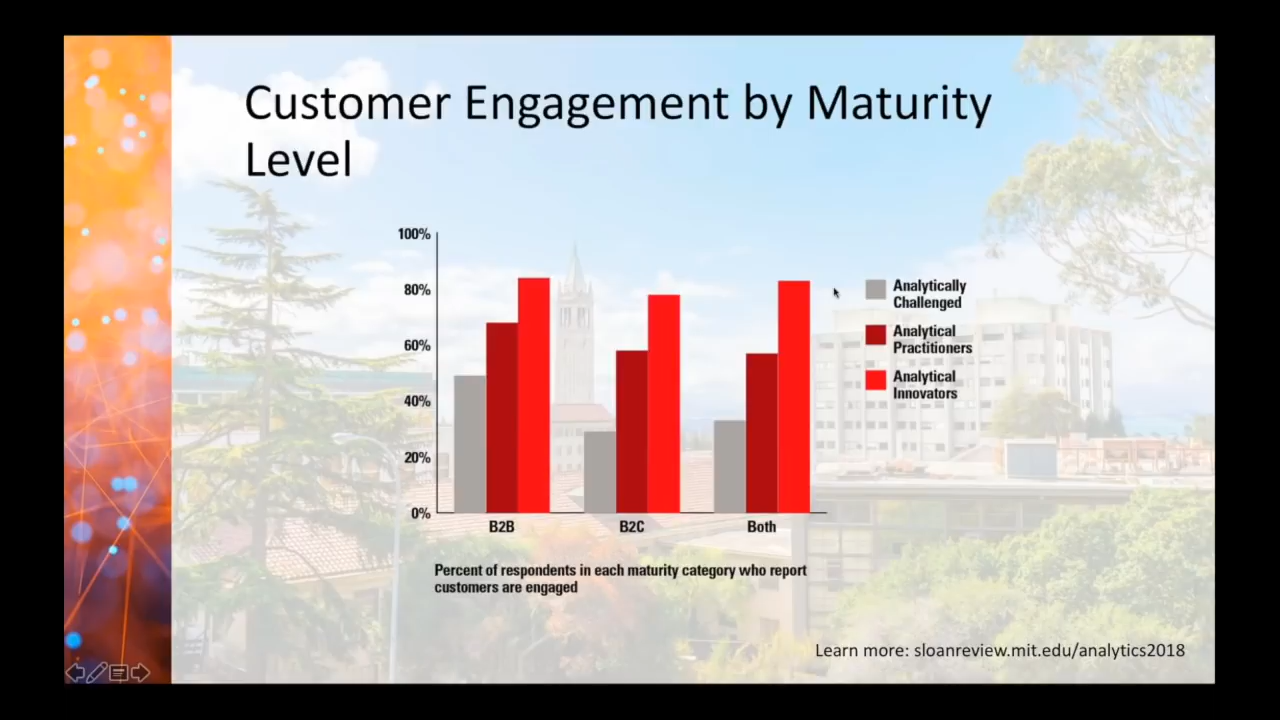 Customer Engagement by Maturity
Level
100%
80%
60%
40%
20%
0%
B2B
B2C
Both
Analytically
Challenged
Analytical
Practitioners
Analytical
Innovators
Percent of respondents in each maturity category who report
customers are engaged
Learn more: sloanreview.mit.edu/analytics2018